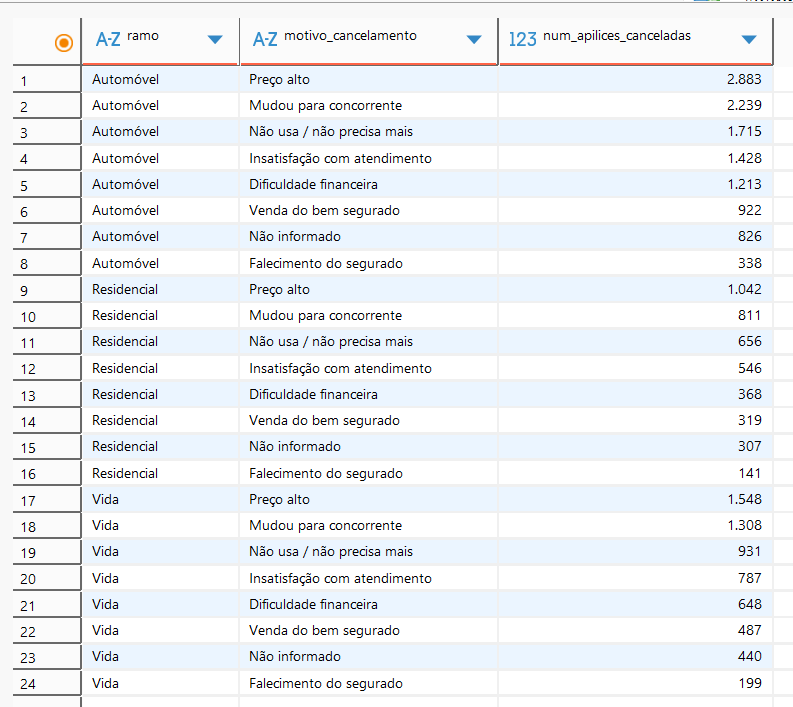 A-Z ramo A-Z motivo_cancelamento 123 num_apilices_canceladas
1 Automóvel Preço alto 2.883
2 Automóvel Mudou para concorrente 2.239
3 Automóvel Não usa / não precisa mais 1.715
4 Automóvel Insatisfação com atendimento 1.428
5 Automóvel Dificuldade financeira 1.213
6 Automóvel Venda do bem segurado 922
7 Automóvel Não informado 826
8 Automóvel Falecimento do segurado 338
9 Residencial Preço alto 1.042
10 Residencial Mudou para concorrente 811
11 Residencial Não usa / não precisa mais 656
12 Residencial Insatisfação com atendimento 546
13 Residencial Dificuldade financeira 368
14 Residencial Venda do bem segurado 319
15 Residencial Não informado 307
16 Residencial Falecimento do segurado 141
17 Vida Preço alto 1.548
18 Vida Mudou para concorrente 1.308
19 Vida Não usa / não precisa mais 931
20 Vida Insatisfação com atendimento 787
21 Vida Dificuldade financeira 648
22 Vida Venda do bem segurado 487
23 Vida Não informado 440
24 Vida Falecimento do segurado 199